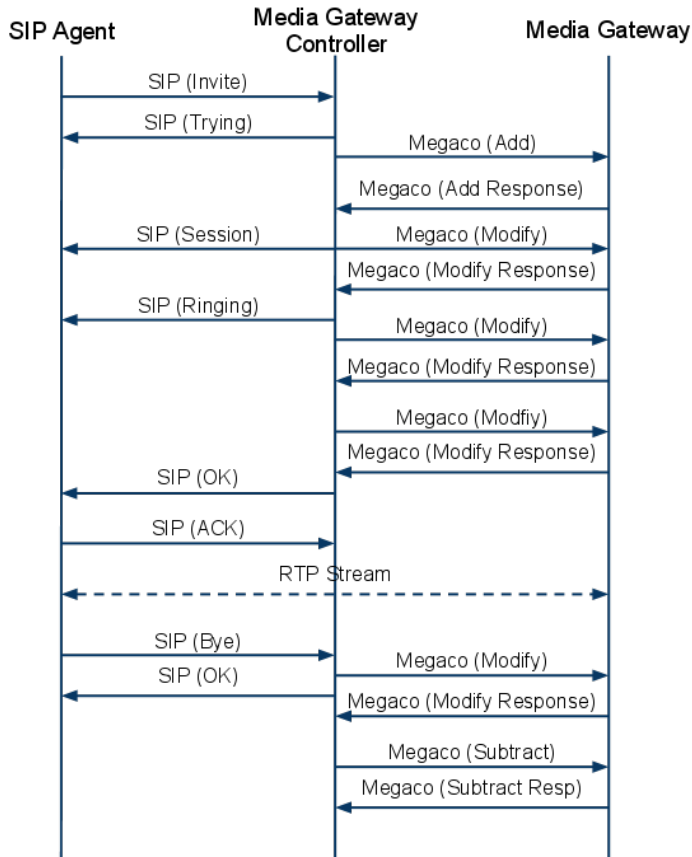 SIP Agent
Media Gateway
Controller
Media Gateway
SIP (Invite)
SIP (Trying)
Megaco (Add)
Megaco (Add Response)
SIP (Session)
Megaco (Modify)
Megaco (Modify Response)
SIP (Ringing)
Megaco (Modify)
Megaco (Modify Response)
Megaco (Modfiy)
Megaco (Modify Response)
SIP (OK)
SIP (ACK)
RTP Stream
SIP (Bye)
Megaco (Modify)
SIP (OK)
Megaco (Modify Response)
Megaco (Subtract)
Megaco (Subtract Resp)